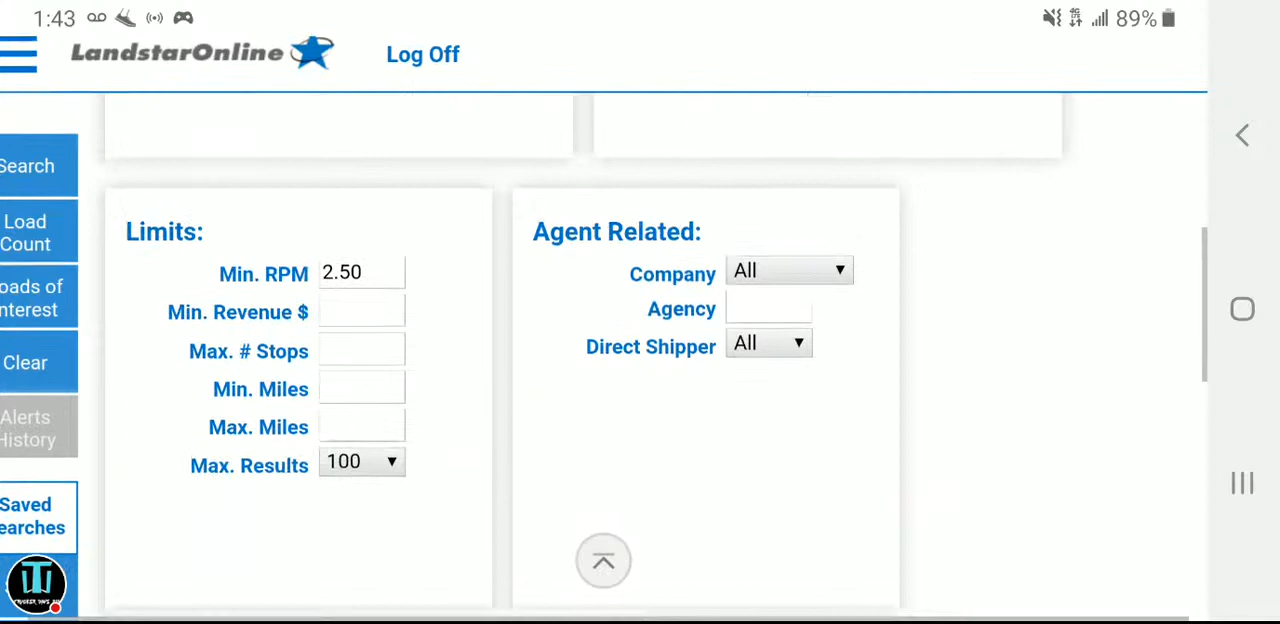 1:43
89%
LandstarOnline
Log Off
Search
Load
Count
oads of
nterest
Clear
Alerts
History
Saved
earches
Limits:
Min. RPM 2.50
Min. Revenue $
Max. # Stops
Min. Miles
Max. Miles
Max. Results 100
Agent Related:
Company All
Agency
Direct Shipper All